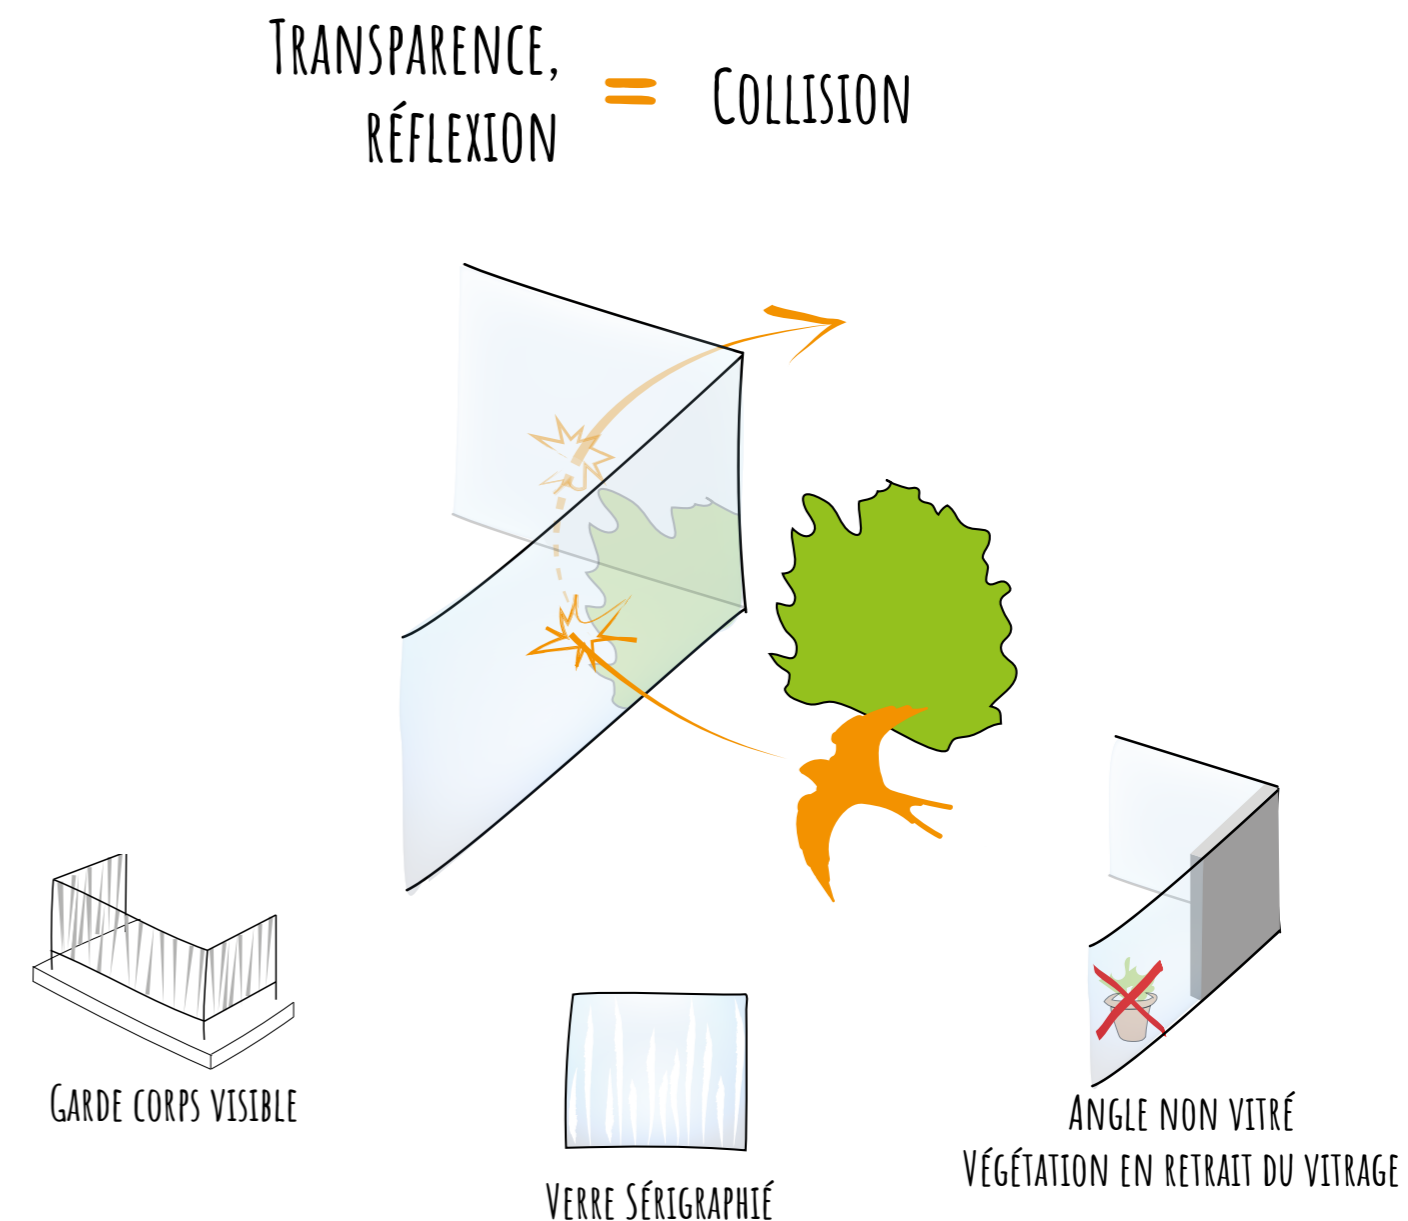 Transparence,
réflexion
=
Collision
Garde corps visible
Verre Sérigraphié
Angle non vitré
Végétation en retrait du vitrage